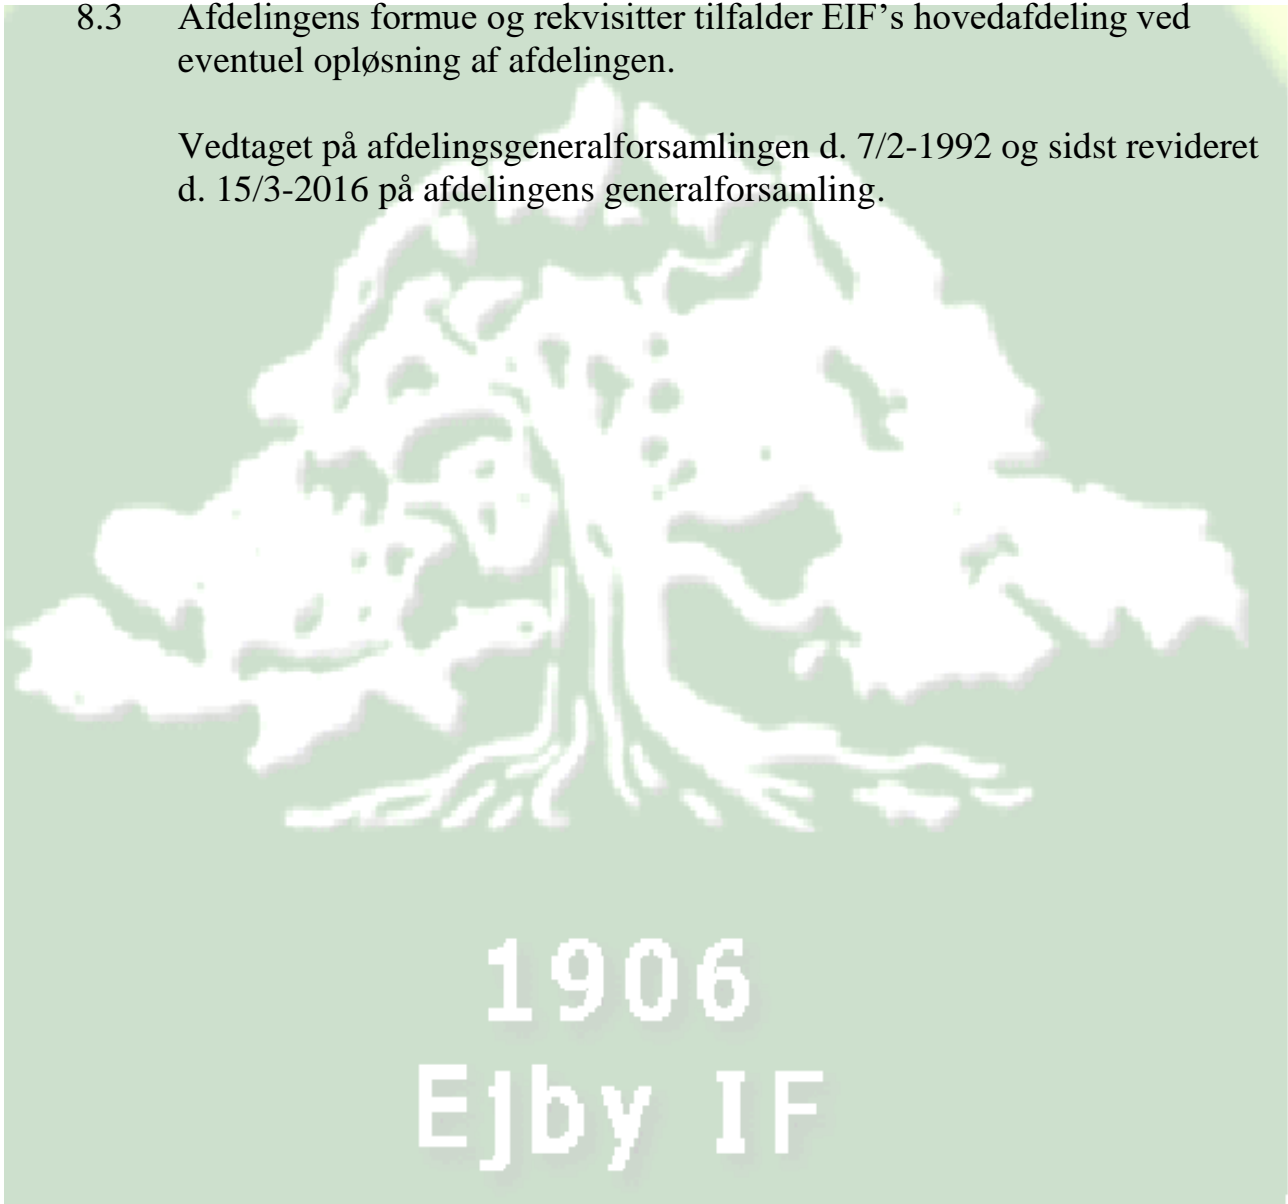 8.3 Afdelingens formue og rekvisitter tilfalder EIF’s hovedafdeling ved
eventuel opløsning af afdelingen.
Vedtaget på afdelingsgeneralforsamlingen d. 7/2-1992 og sidst revideret
d. 15/3-2016 på afdelingens generalforsamling.
1906
Ejby IF